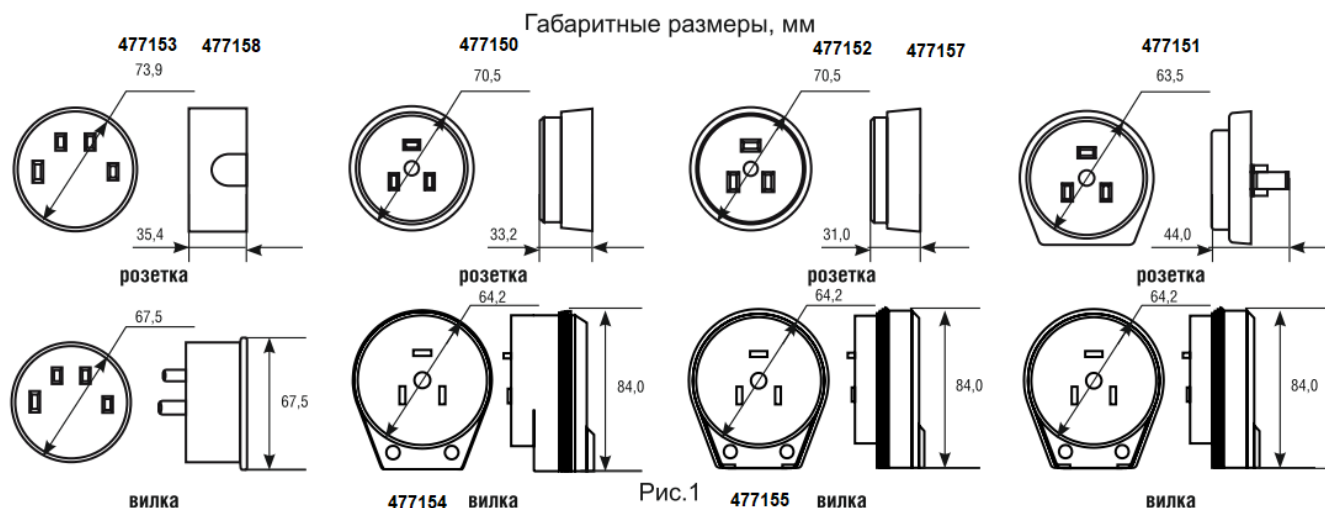 Габаритные размеры, мм
477153 477158 477150 477152 477157 477151
73,9 70,5 70,5 63,5
35,4 33,2 31,0 44,0
розетка розетка розетка розетка
67,5 64,2 64,2 64,2
67,5 84,0 84,0 84,0
вилка 477154 вилка Рис.1 477155 вилка вилка